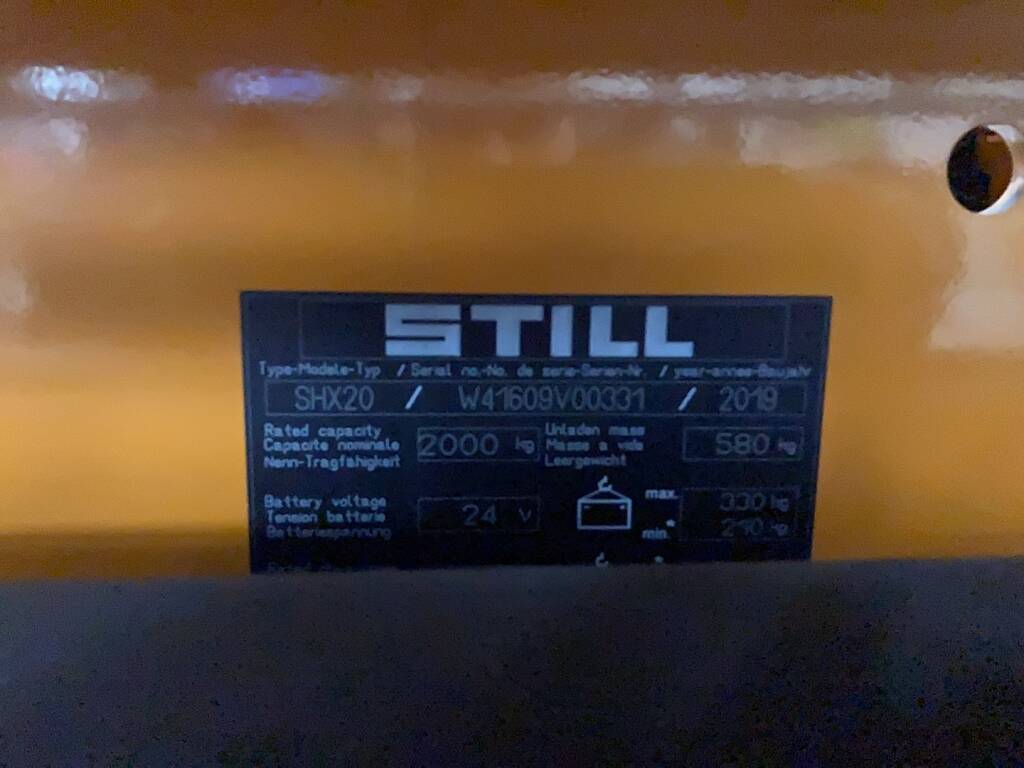 STILL
Type-Modele-Typ / Serial no.-No. de serie-Serien-Nr. / year-annee-Baujahr
SHX20 / W41609V00331 / 2019
Rated capacity
Capacite nominale 2000 kg
Nenn-Tragfähigkeit
Unladen mass
Masse a vide 580 kg
Leergewicht
Battery voltage
Tension batterie 24 V
Batteriespannung
max. 330 kg
min.* kg